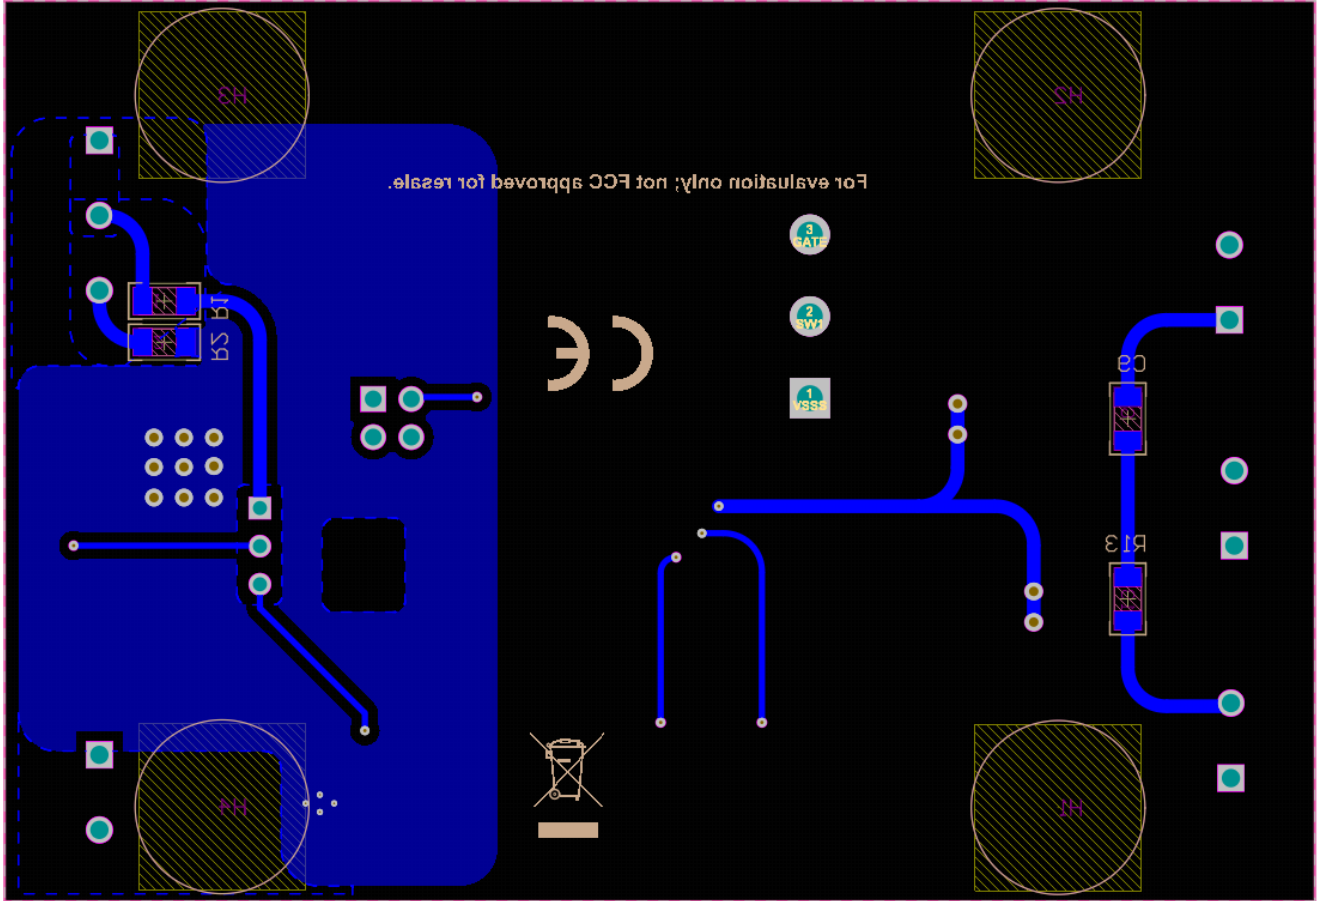 H3
H2
For evaluation only; not FCC approved for resale.
3
GATE
R1
2
SW1
R2
CE
C9
1
VSSS
R13
H4
H1